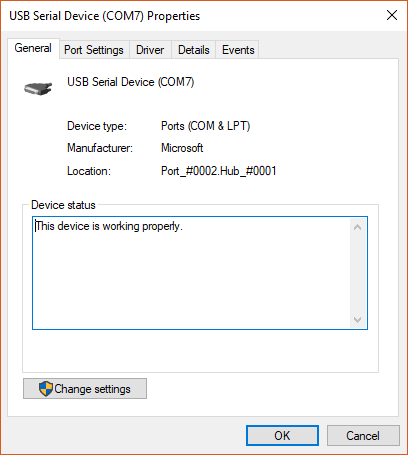 USB Serial Device (COM7) Properties
General Port Settings Driver Details Events
USB Serial Device (COM7)
Device type: Ports (COM & LPT)
Manufacturer: Microsoft
Location: Port_#0002.Hub_#0001
Device status
This device is working properly.
Change settings
OK Cancel